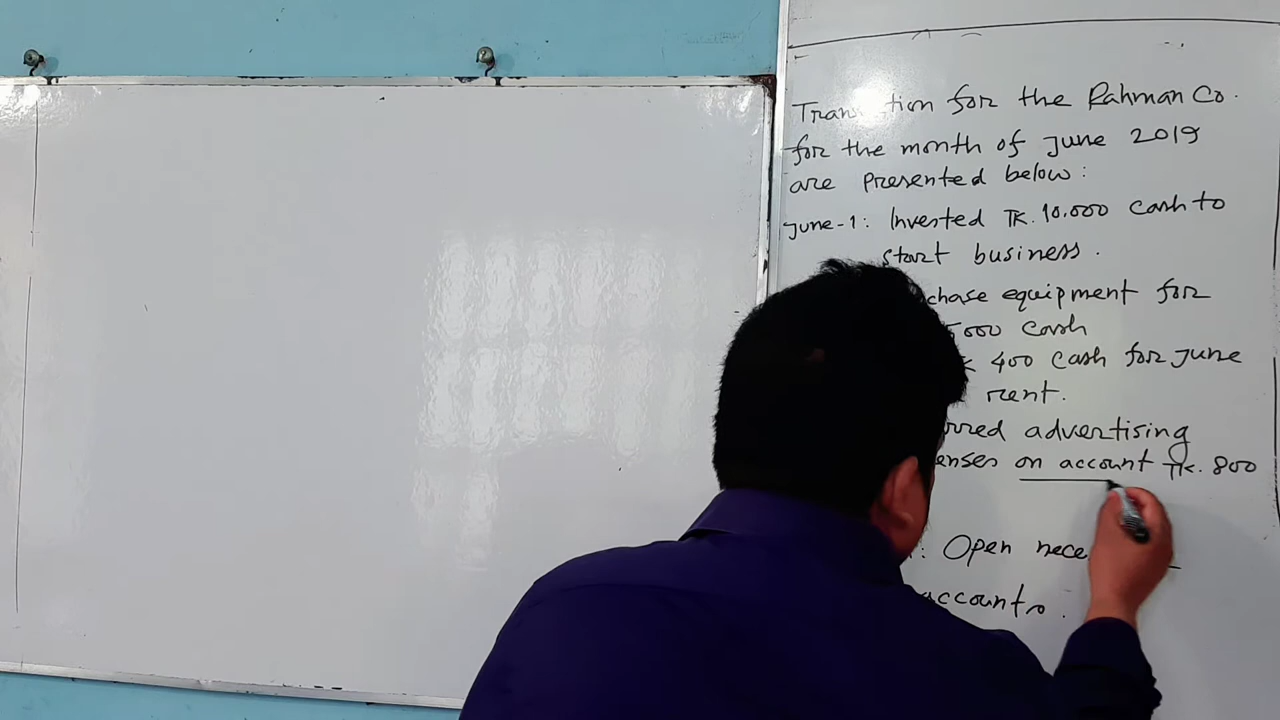 Transtion for the Rahman Co.
for the month of June 2019
are presented below:
June-1: Invested TK. 10.000 cash to
start business.
chase equipment for
5000 cash
400 cash for June
rent.
rred advertising
enses on account TK. 800
: Open nece
accounts.